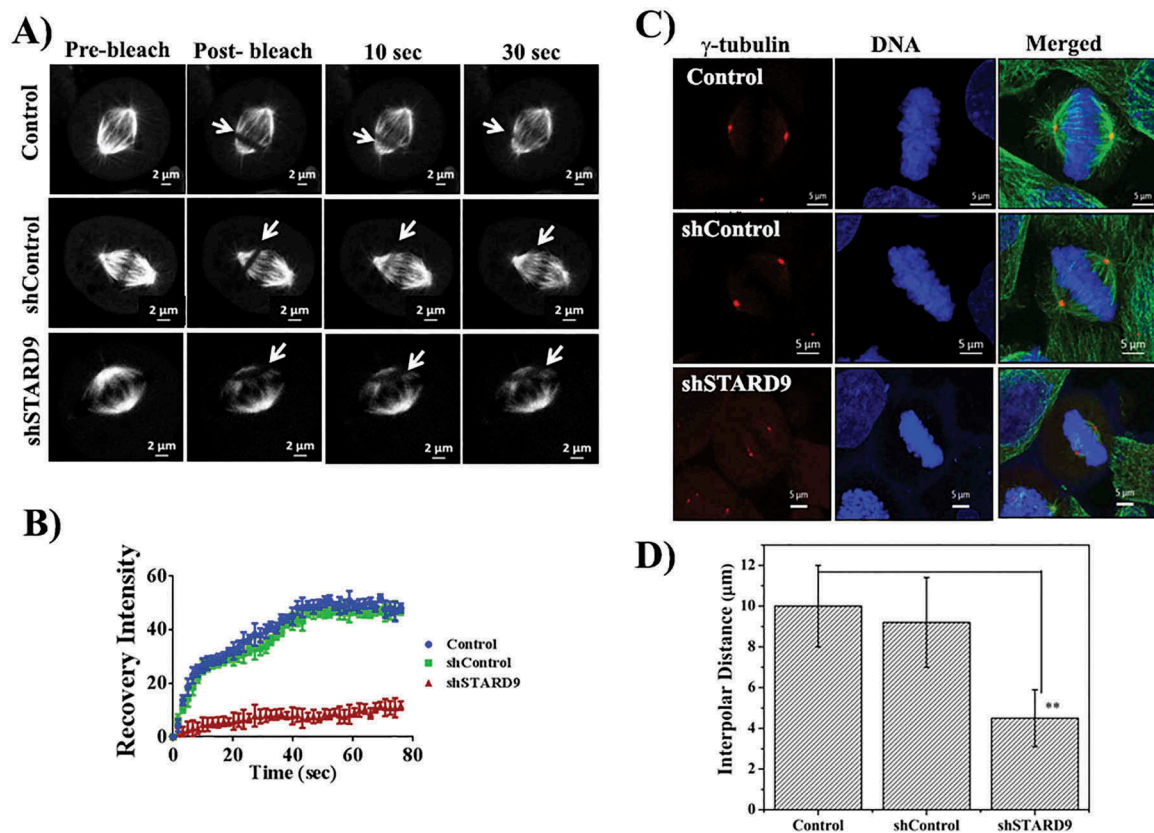 A)
Pre-bleach Post- bleach 10 sec 30 sec
Control
2 µm 2 µm 2 µm 2 µm
shControl
2 µm 2 µm 2 µm 2 µm
shSTARD9
2 µm 2 µm 2 µm 2 µm
B)
Recovery Intensity
60
40
20
0
0 20 40 60 80
Time (sec)
Control
shControl
shSTARD9
C)
γ-tubulin DNA Merged
Control
5 µm 5 µm 5 µm
shControl
5 µm 5 µm 5 µm
shSTARD9
5 µm 5 µm 5 µm
D)
Interpolar Distance (µm)
12
10
8
6
4
2
0
**
Control shControl shSTARD9